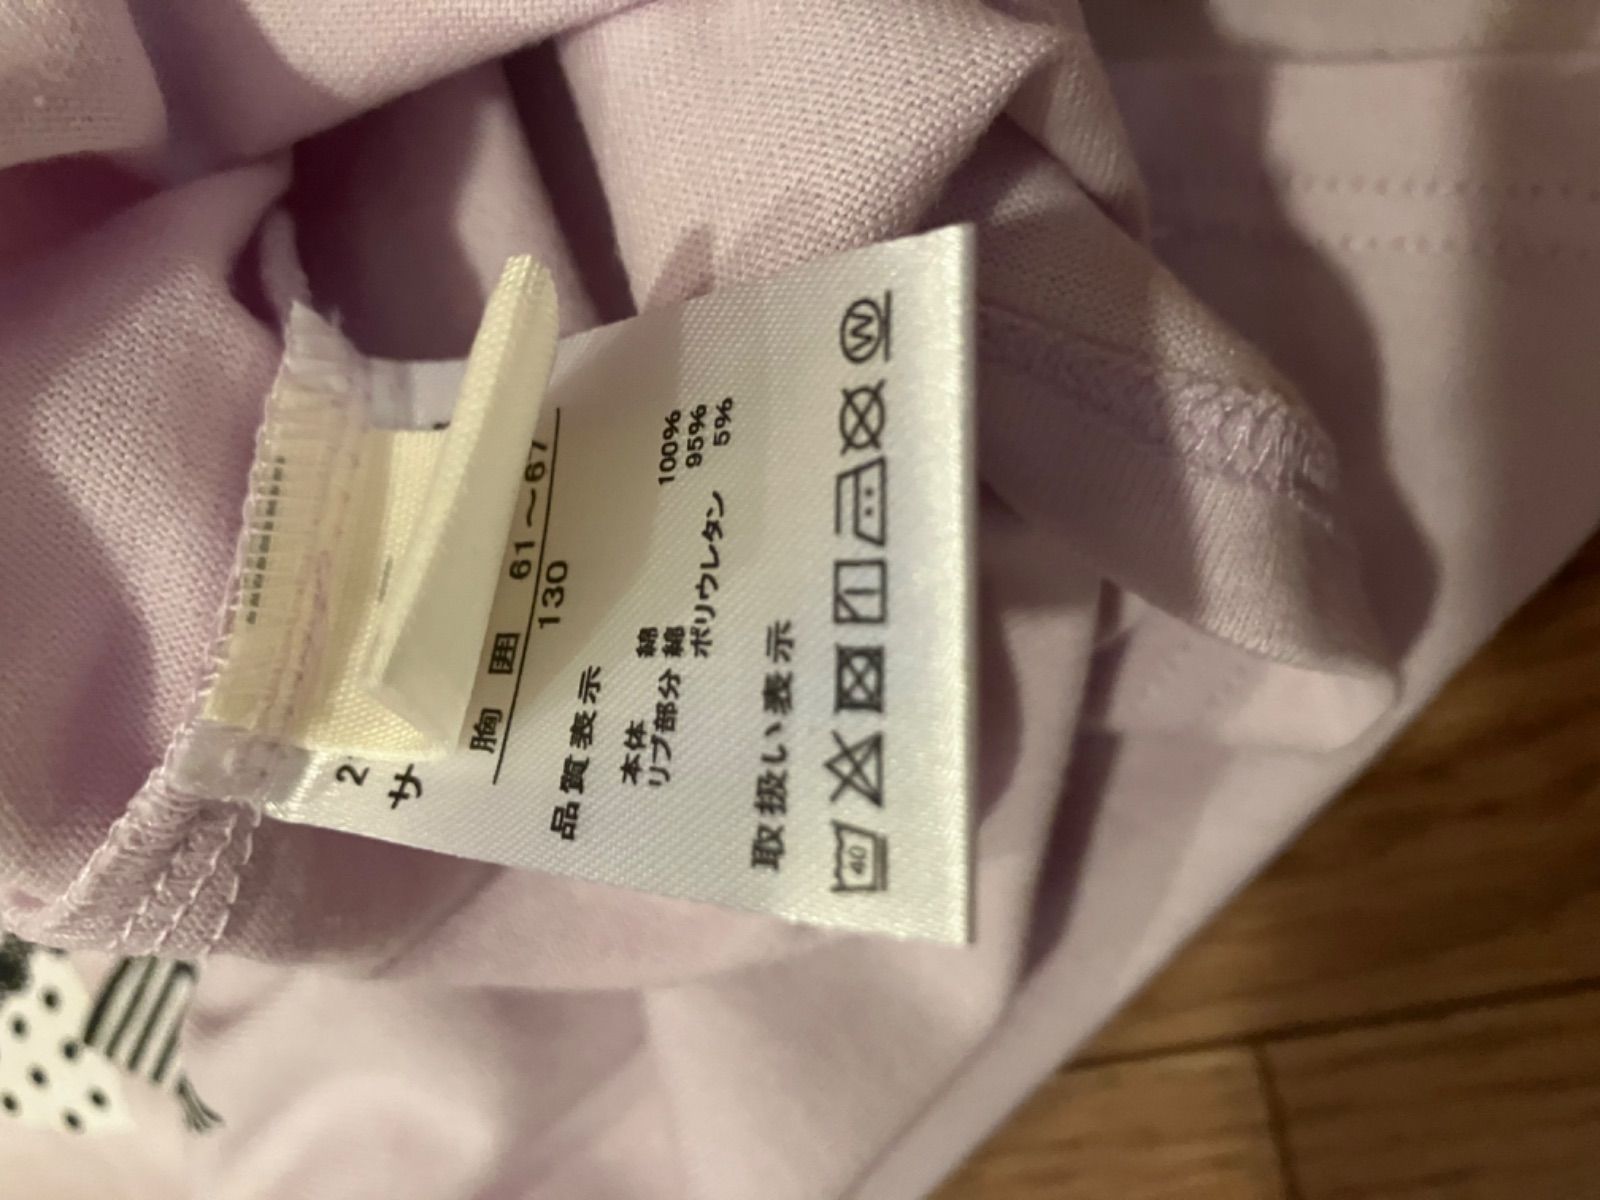 2
サ
胸 囲 61～67
130
品質表示
本体 綿 100%
リブ部分 綿 95%
ポリウレタン 5%
取扱い表示
40
W